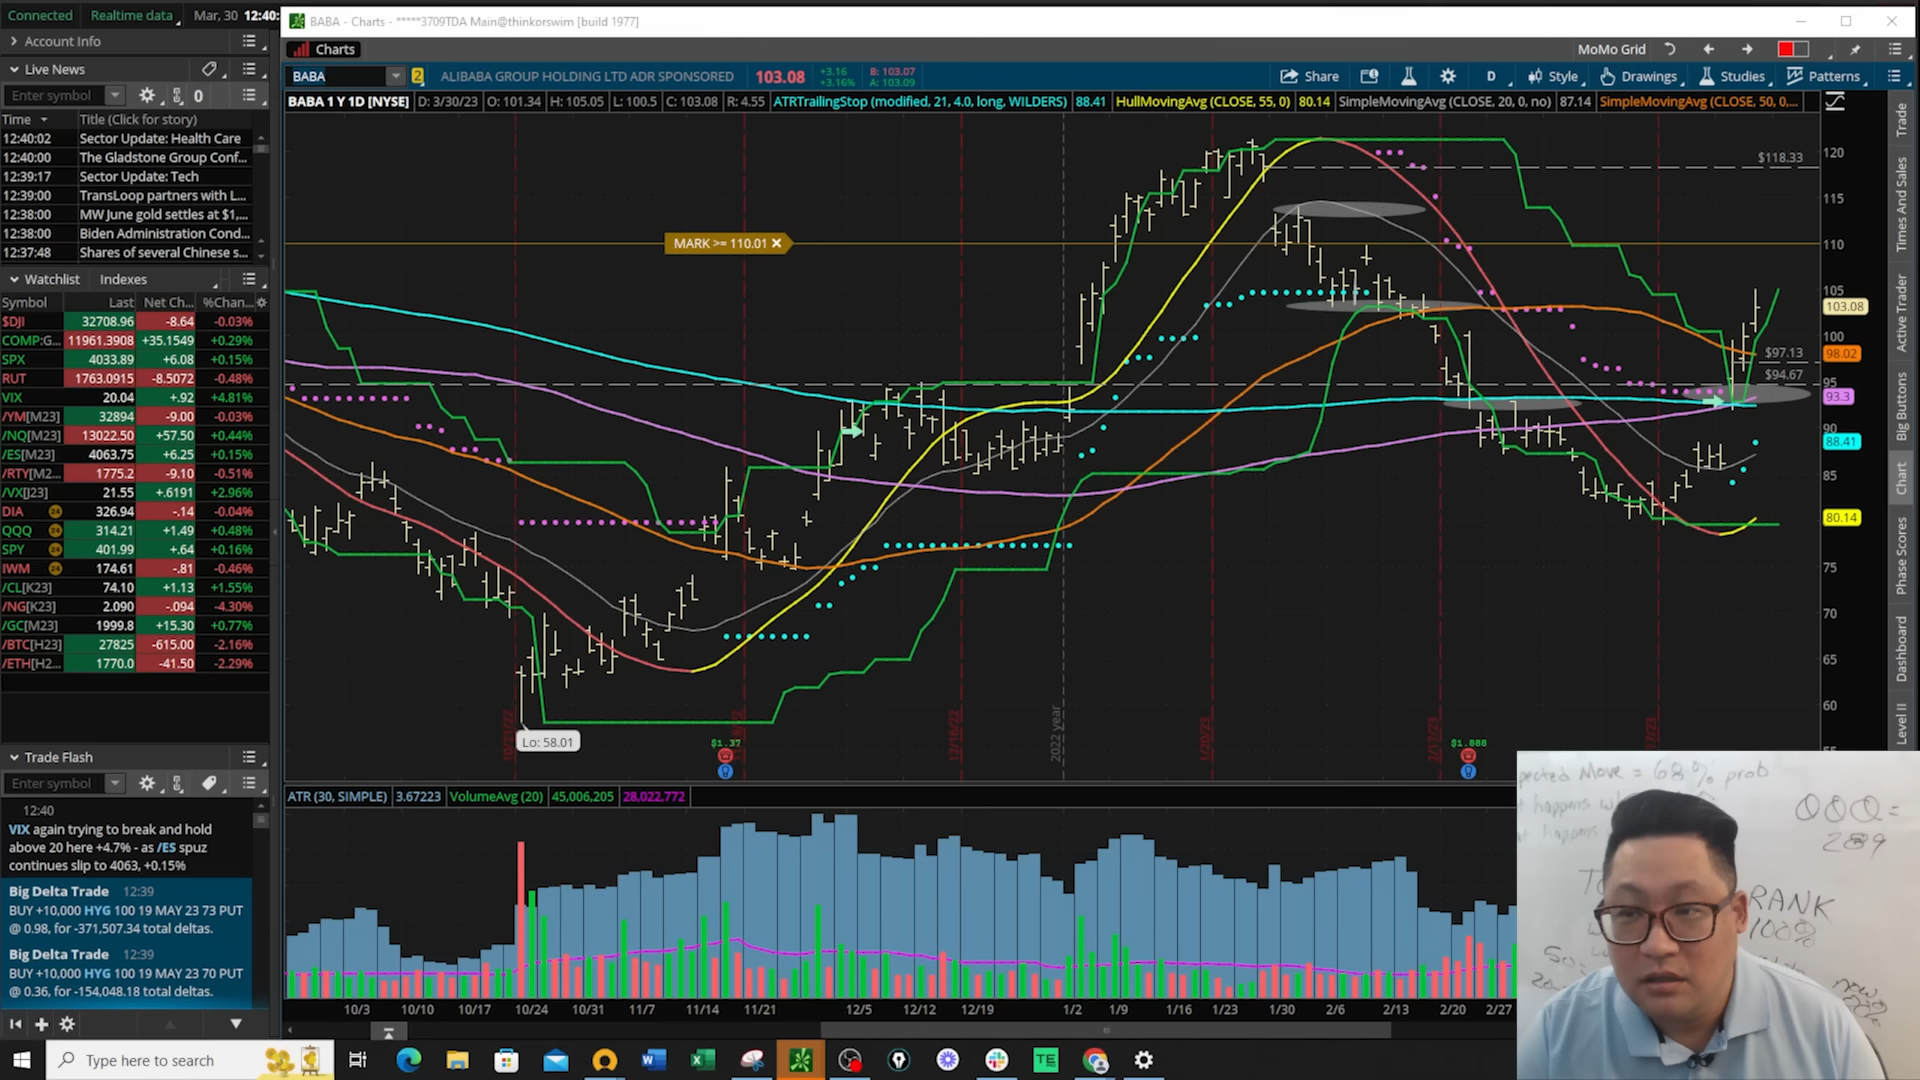 Connected
Realtime data
Mar, 30
12:40:
BABA - Charts - *****3709TDA Main@thinkorswim [build 1977]
Account Info
Charts
MoMo Grid
Live News
BABA
2
ALIBABA GROUP HOLDING LTD ADR SPONSORED
103.08
+3.16
+3.16%
B: 103.07
A: 103.09
Share
D
Style
Drawings
Studies
Patterns
Enter symbol
0
BABA 1 Y 1D [NYSE]
D: 3/30/23
O: 101.34
H: 105.05
L: 100.5
C: 103.08
R: 4.55
ATRTrailingStop (modified, 21, 4.0, long, WILDERS)
88.41
HullMovingAvg (CLOSE, 55, 0)
80.14
SimpleMovingAvg (CLOSE, 20, 0, no)
87.14
SimpleMovingAvg (CLOSE, 50, 0,...
Time
Title (Click for story)
12:40:02 Sector Update: Health Care
12:40:00 The Gladstone Group Conf...
12:39:17 Sector Update: Tech
12:39:00 TransLoop partners with L...
12:38:00 MW June gold settles at $1,...
12:38:00 Biden Administration Cond...
12:37:48 Shares of several Chinese s...
Watchlist
Indexes
Symbol Last Net Ch... %Chan...
$DJI 32708.96 -8.64 -0.03%
COMP:G... 11961.3908 +35.1549 +0.29%
SPX 4033.89 +6.08 +0.15%
RUT 1763.0915 -8.5072 -0.48%
VIX 20.04 +.92 +4.81%
/YM[M23] 32894 -9.00 -0.03%
/NQ[M23] 13022.50 +57.50 +0.44%
/ES[M23] 4063.75 +6.25 +0.15%
/RTY[M2... 1775.2 -9.10 -0.51%
/VX[J23] 21.55 +.6191 +2.96%
DIA 326.94 -.14 -0.04%
QQQ 314.21 +1.49 +0.48%
SPY 401.99 +.64 +0.16%
IWM 174.61 -.81 -0.46%
/CL[K23] 74.10 +1.13 +1.55%
/NG[K23] 2.090 -.094 -4.30%
/GC[M23] 1999.8 +15.30 +0.77%
/BTC[H23] 27825 -615.00 -2.16%
/ETH[H2... 1770.0 -41.50 -2.29%
MARK >= 110.01
$118.33
$97.13
$94.67
Lo: 58.01
10/21/22
12/16/22
2022 year
1/20/23
2/17/23
$1.37
120
115
110
105
103.08
100
98.02
95
93.3
90
88.41
85
80.14
75
70
65
60
55
Trade
Times And Sales
Active Trader
Big Buttons
Chart
Phase Scores
Dashboard
Level II
Trade Flash
Enter symbol
12:40
VIX again trying to break and hold
above 20 here +4.7% - as /ES spuz
continues slip to 4063, +0.15%
Big Delta Trade 12:39
BUY +10,000 HYG 100 19 MAY 23 73 PUT
@ 0.98, for -371,507.34 total deltas.
Big Delta Trade 12:39
BUY +10,000 HYG 100 19 MAY 23 70 PUT
@ 0.36, for -154,048.18 total deltas.
ATR (30, SIMPLE)
3.67223
VolumeAvg (20)
45,006,205
28,022,772
10/3
10/10
10/17
10/24
10/31
11/7
11/14
11/21
12/5
12/12
12/19
1/2
1/9
1/16
1/23
1/30
2/6
2/13
2/20
2/27
pected Move = 68% prob
happens
happens
QQQ =
289
RANK
100%
Type here to search
TE